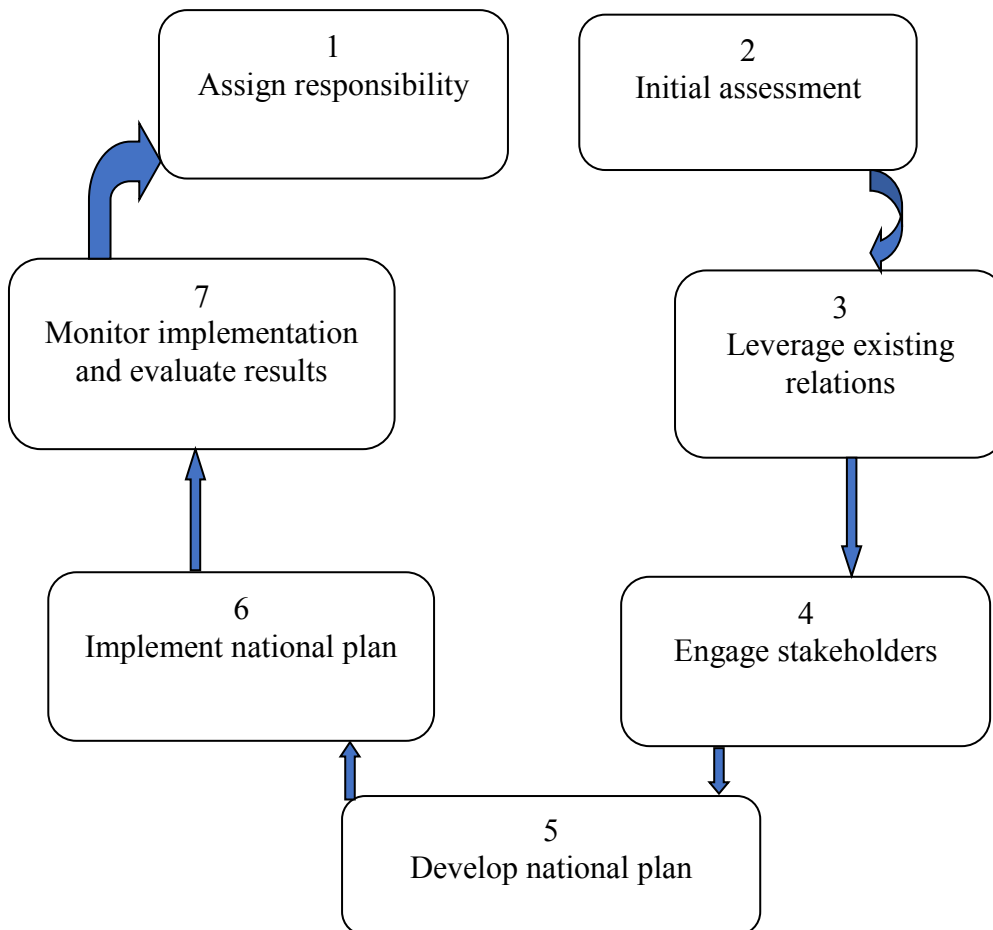 1
Assign responsibility
2
Initial assessment
3
Leverage existing
relations
4
Engage stakeholders
5
Develop national plan
6
Implement national plan
7
Monitor implementation
and evaluate results